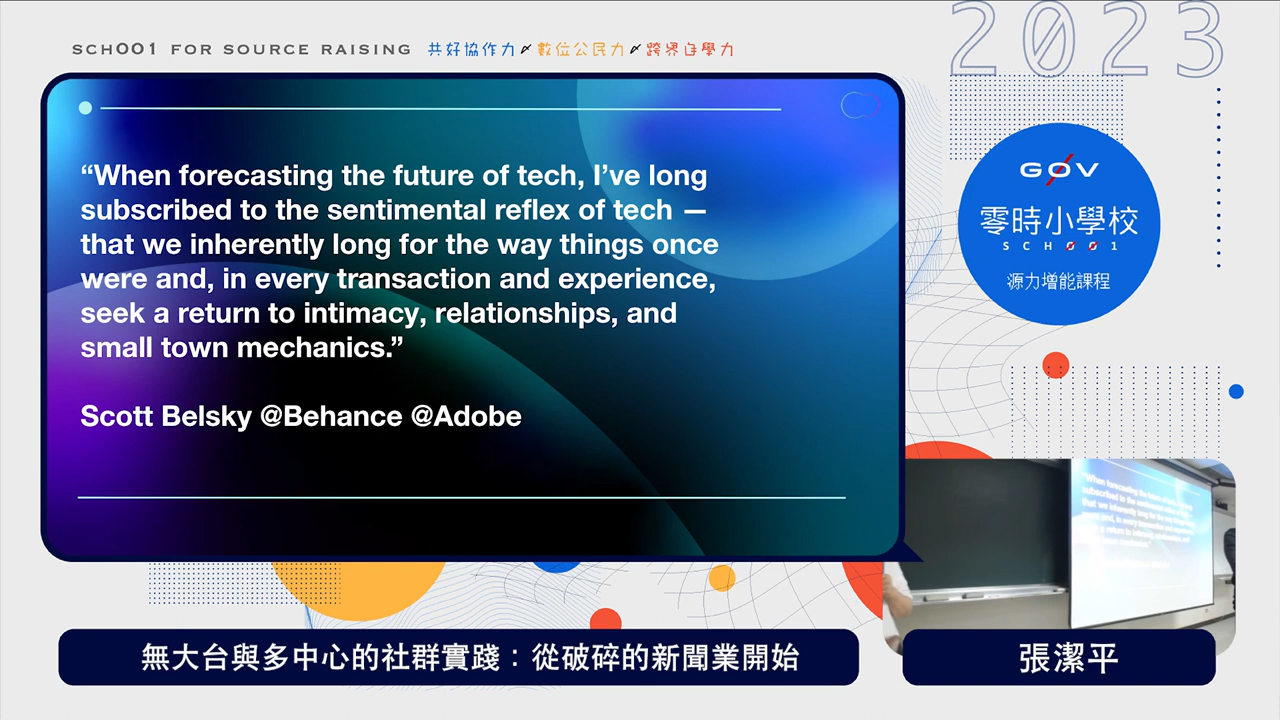 SCH001 FOR SOURCE RAISING 共好協作力 數位公民力 跨界自學力
2023
“When forecasting the future of tech, I’ve long
subscribed to the sentimental reflex of tech —
that we inherently long for the way things once
were and, in every transaction and experience,
seek a return to intimacy, relationships, and
small town mechanics.”
Scott Belsky @Behance @Adobe
G0V
零時小學校
SCH001
源力增能課程
無大台與多中心的社群實踐：從破碎的新聞業開始
張潔平